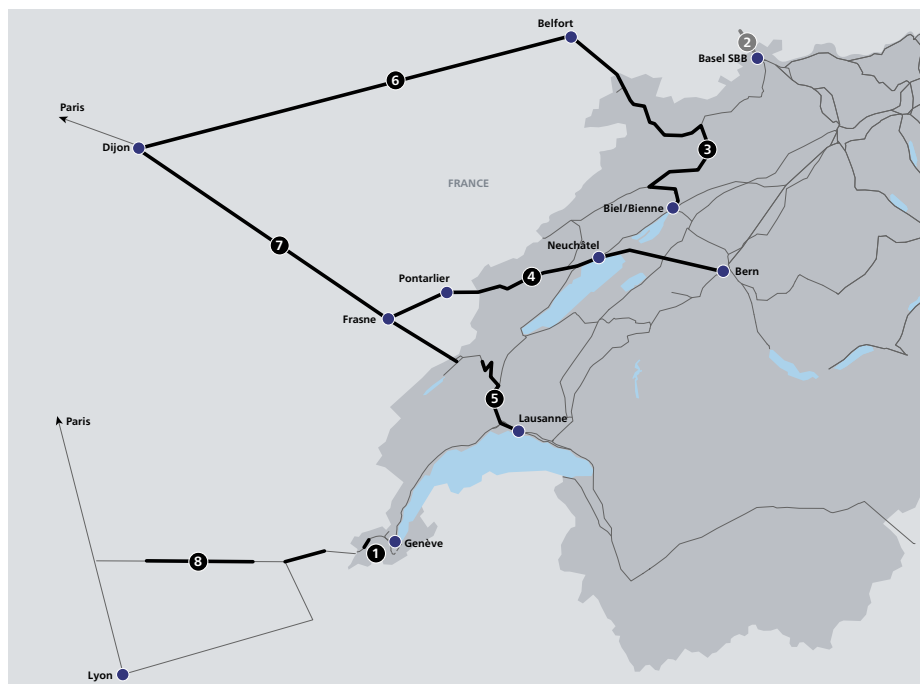 Belfort
2
Basel SBB
6
Paris
Dijon
3
FRANCE
Biel/Bienne
7
Neuchâtel
4
Bern
Pontarlier
Frasne
5
Lausanne
Paris
1
Genève
8
Lyon